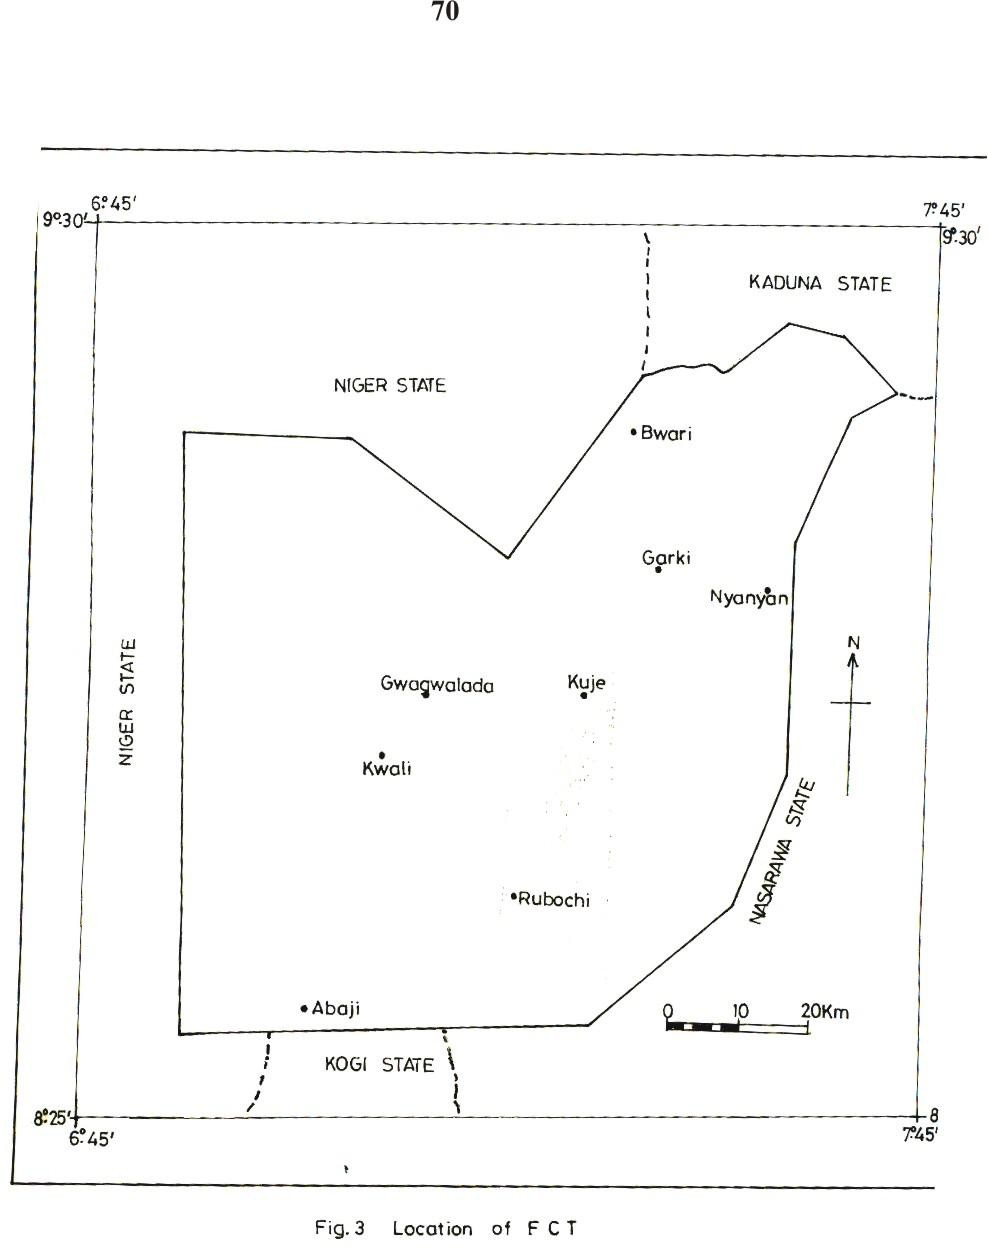 70
6°45'
7°45'
9°30'
9°30'
KADUNA STATE
NIGER STATE
Bwari
Garki
Nyanyan
N
NIGER STATE
Gwagwalada
Kuje
Kwali
NASARAWA STATE
Rubochi
Abaji
0 10 20Km
KOGI STATE
8°25'
8
6°45'
7°45'
Fig. 3 Location of F C T